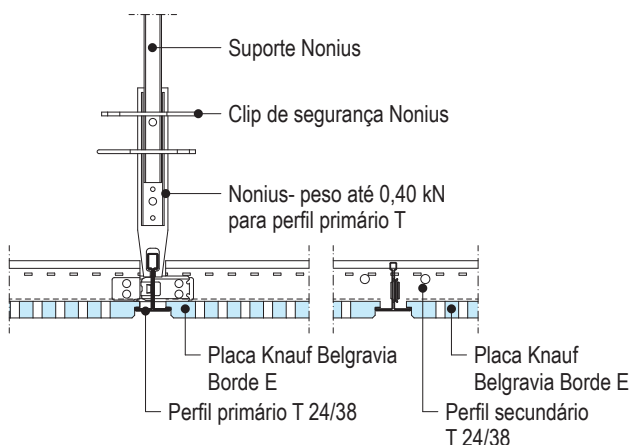 Suporte Nonius
Clip de segurança Nonius
Nonius- peso até 0,40 kN
para perfil primário T
Placa Knauf Belgravia
Borde E
Perfil primário T 24/38
Placa Knauf
Belgravia Borde E
Perfil secundário
T 24/38